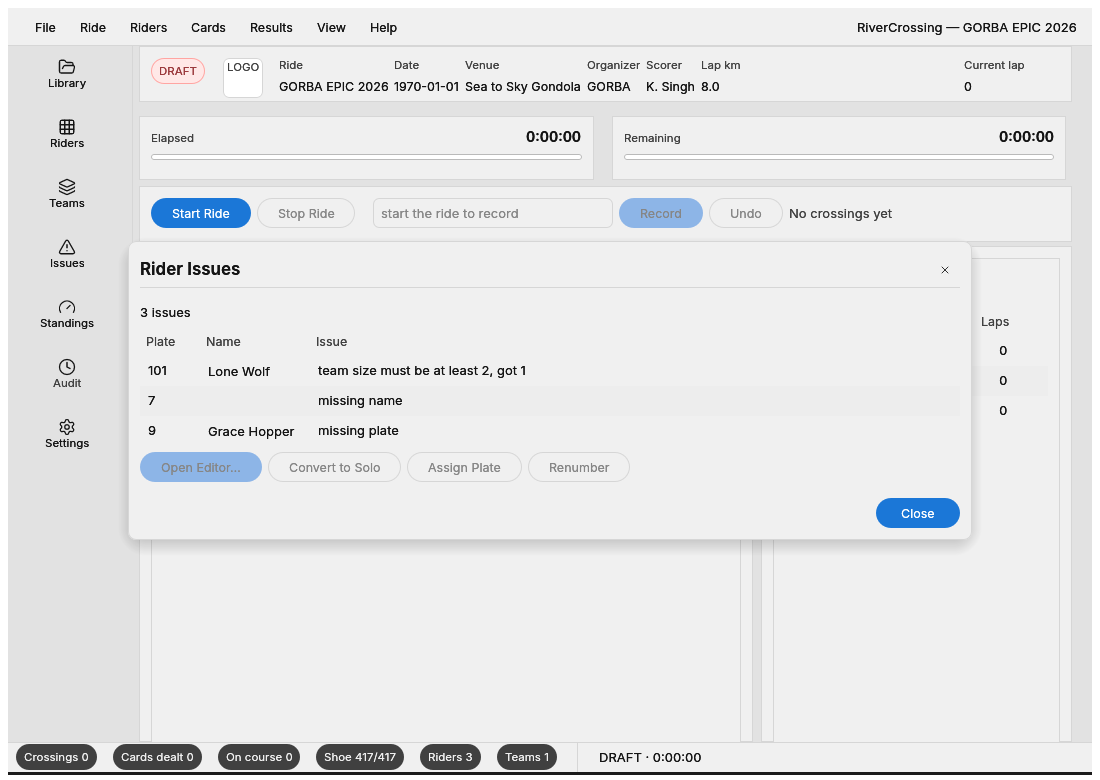 File Ride Riders Cards Results View Help RiverCrossing — GORBA EPIC 2026
Library
Riders
Teams
Issues
Standings
Audit
Settings
DRAFT LOGO
Ride Date Venue Organizer Scorer Lap km Current lap
GORBA EPIC 2026 1970-01-01 Sea to Sky Gondola GORBA K. Singh 8.0 0
Elapsed 0:00:00 Remaining 0:00:00
Start Ride Stop Ride start the ride to record Record Undo No crossings yet
Rider Issues ×
3 issues
Plate Name Issue
101 Lone Wolf team size must be at least 2, got 1
7 missing name
9 Grace Hopper missing plate
Open Editor... Convert to Solo Assign Plate Renumber
Close
Laps
0
0
0
Crossings 0 Cards dealt 0 On course 0 Shoe 417/417 Riders 3 Teams 1 DRAFT · 0:00:00